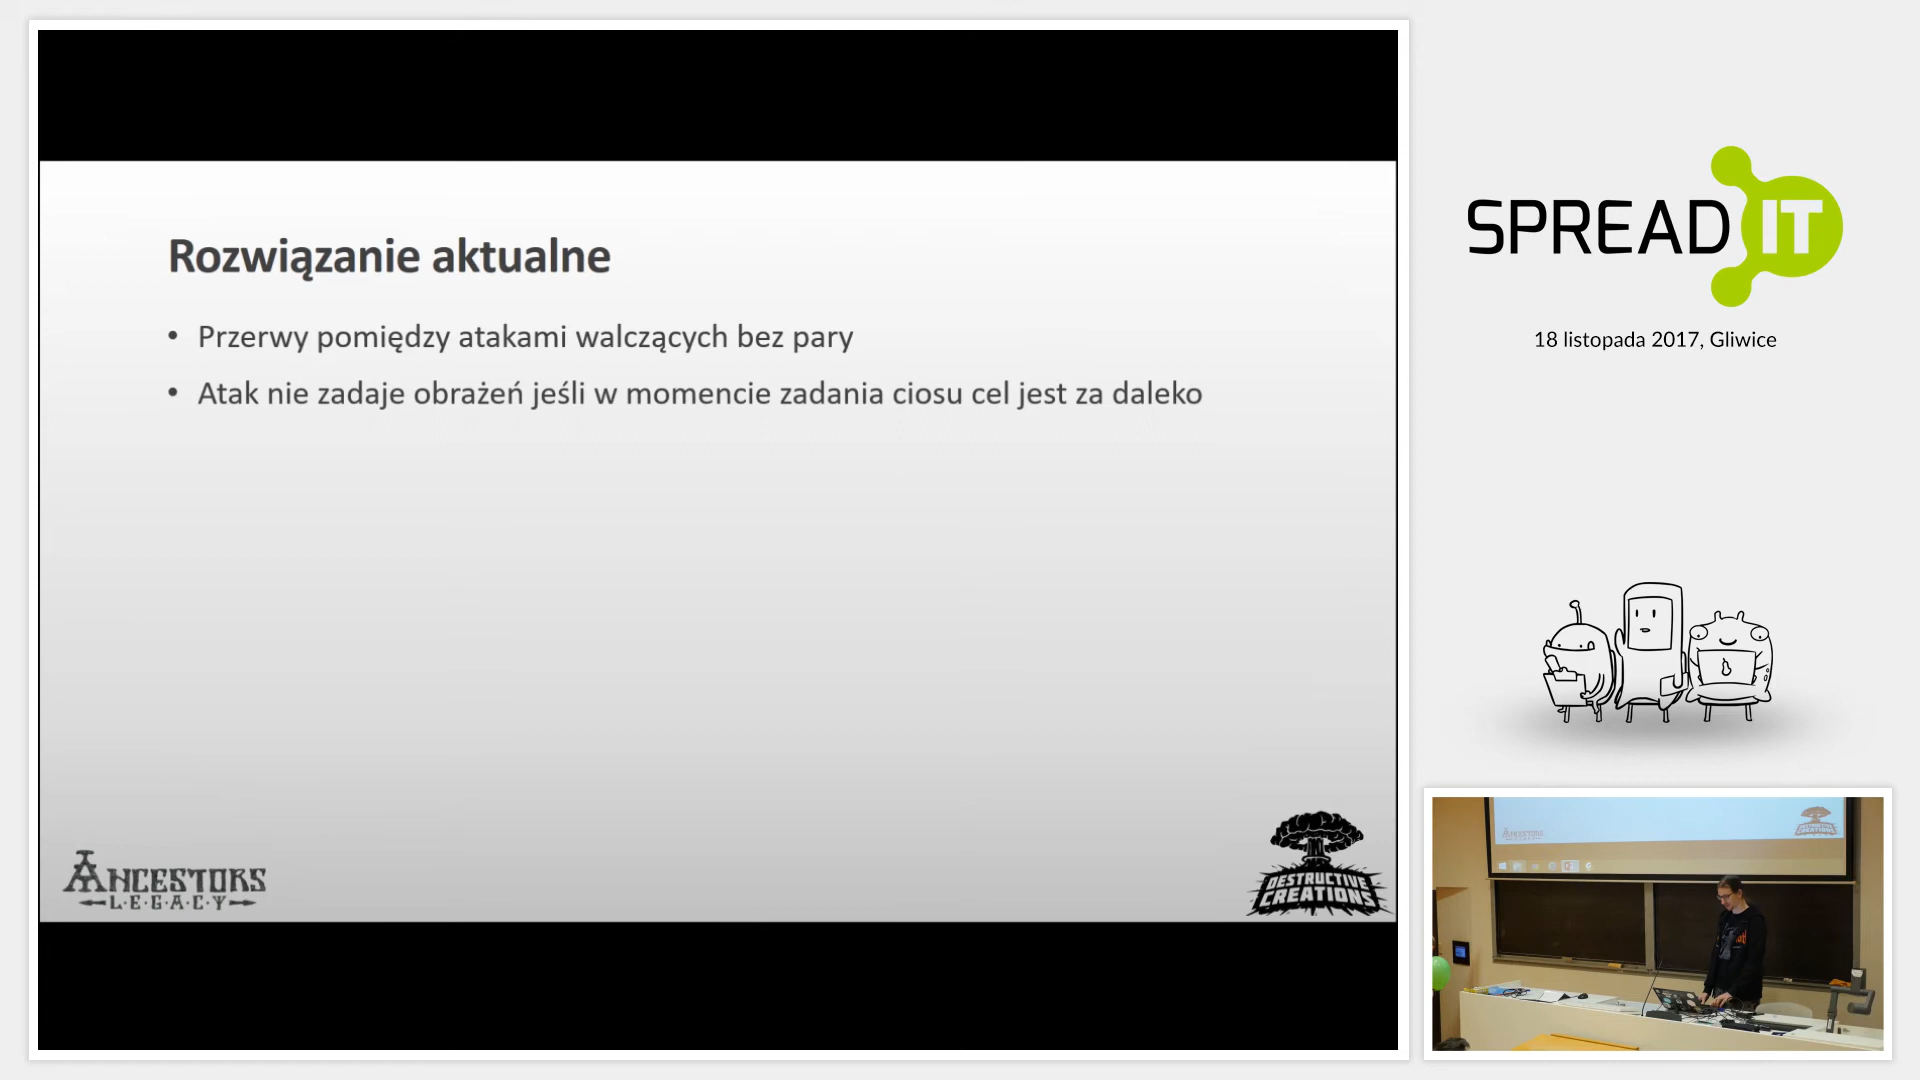 Rozwiązanie aktualne
• Przerwy pomiędzy atakami walczących bez pary
• Atak nie zadaje obrażeń jeśli w momencie zadania ciosu cel jest za daleko
ANCESTORS
LEGACY
DESTRUCTIVE
CREATIONS
SPREAD IT
18 listopada 2017, Gliwice